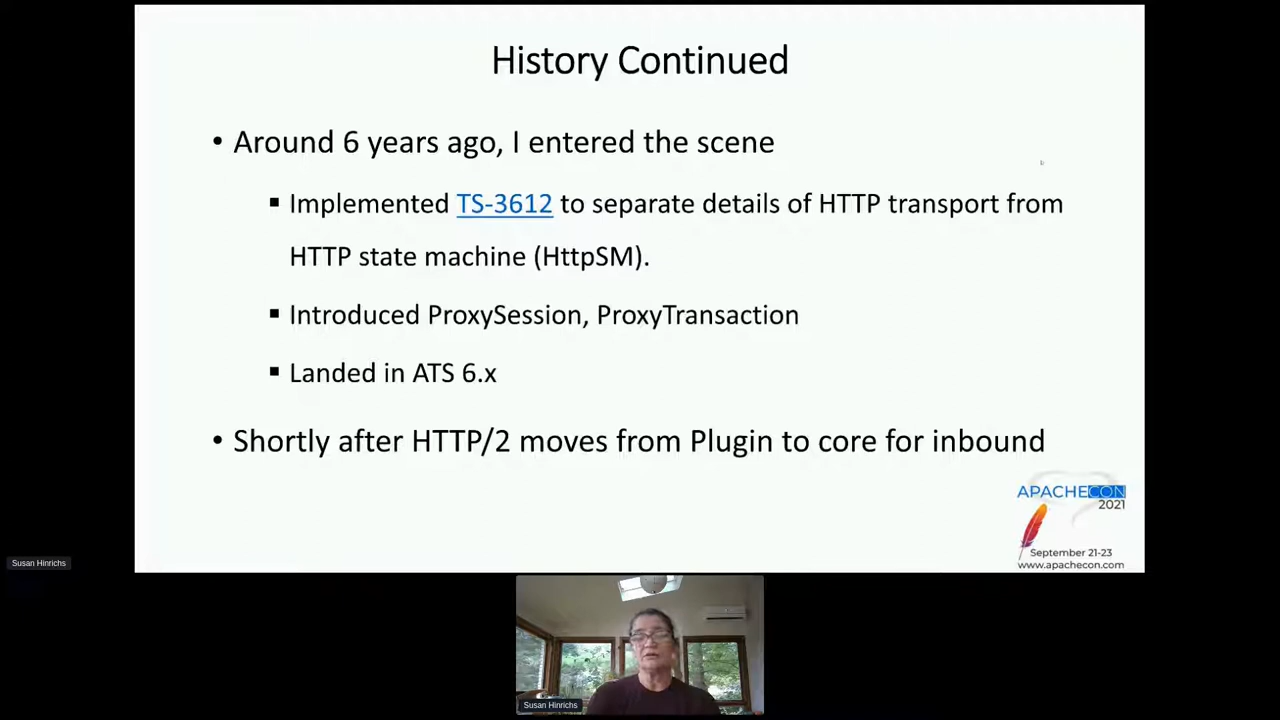 History Continued
• Around 6 years ago, I entered the scene
▪ Implemented TS-3612 to separate details of HTTP transport from
HTTP state machine (HttpSM).
▪ Introduced ProxySession, ProxyTransaction
▪ Landed in ATS 6.x
• Shortly after HTTP/2 moves from Plugin to core for inbound
APACHECON
2021
September 21-23
www.apachecon.com
Susan Hinrichs
Susan Hinrichs